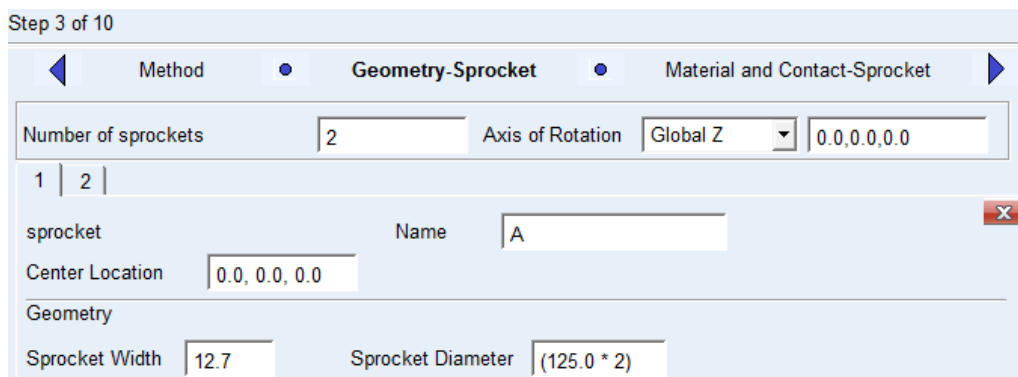 Step 3 of 10
Method Geometry-Sprocket Material and Contact-Sprocket
Number of sprockets 2 Axis of Rotation Global Z 0.0,0.0,0.0
1 2
sprocket Name A
Center Location 0.0, 0.0, 0.0
Geometry
Sprocket Width 12.7 Sprocket Diameter (125.0 * 2)